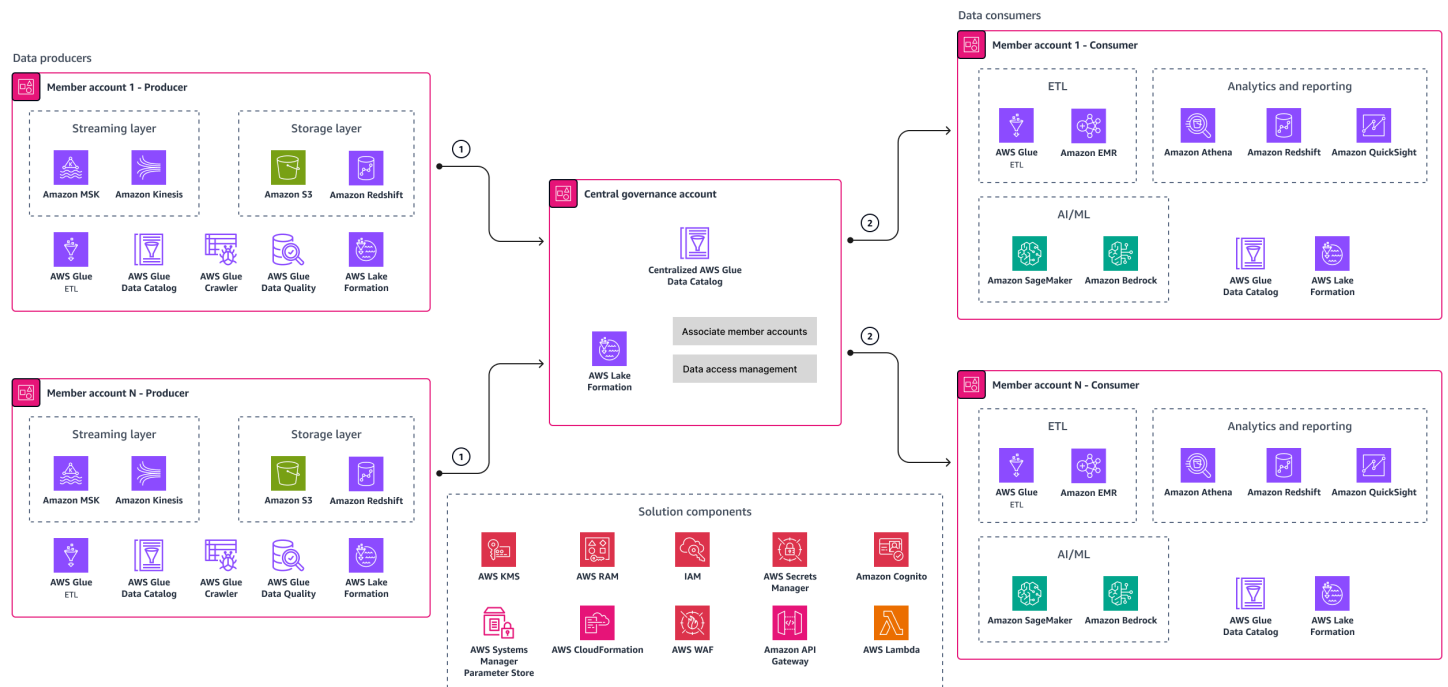 Data producers
Member account 1 - Producer
Streaming layer
Amazon MSK
Amazon Kinesis
Storage layer
Amazon S3
Amazon Redshift
AWS Glue
ETL
AWS Glue
Data Catalog
AWS Glue
Crawler
AWS Glue
Data Quality
AWS Lake
Formation
Member account N - Producer
Streaming layer
Amazon MSK
Amazon Kinesis
Storage layer
Amazon S3
Amazon Redshift
AWS Glue
ETL
AWS Glue
Data Catalog
AWS Glue
Crawler
AWS Glue
Data Quality
AWS Lake
Formation
1
1
Central governance account
Centralized AWS Glue
Data Catalog
AWS Lake
Formation
Associate member accounts
Data access management
2
2
Solution components
AWS KMS
AWS RAM
IAM
AWS Secrets
Manager
Amazon Cognito
AWS Systems
Manager
Parameter Store
AWS CloudFormation
AWS WAF
Amazon API
Gateway
AWS Lambda
Data consumers
Member account 1 - Consumer
ETL
AWS Glue
ETL
Amazon EMR
Analytics and reporting
Amazon Athena
Amazon Redshift
Amazon QuickSight
AI/ML
Amazon SageMaker
Amazon Bedrock
AWS Glue
Data Catalog
AWS Lake
Formation
Member account N - Consumer
ETL
AWS Glue
ETL
Amazon EMR
Analytics and reporting
Amazon Athena
Amazon Redshift
Amazon QuickSight
AI/ML
Amazon SageMaker
Amazon Bedrock
AWS Glue
Data Catalog
AWS Lake
Formation